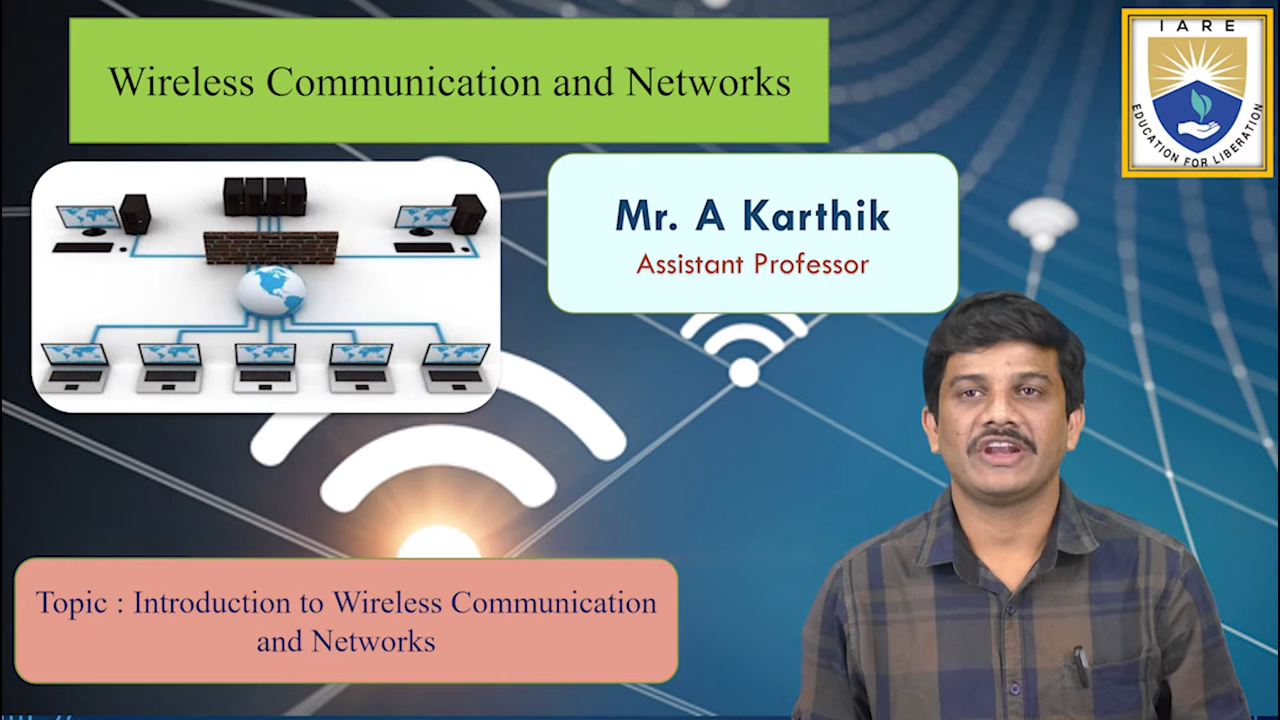 Wireless Communication and Networks
IARE
EDUCATION FOR LIBERATION
Mr. A Karthik
Assistant Professor
Topic : Introduction to Wireless Communication
and Networks